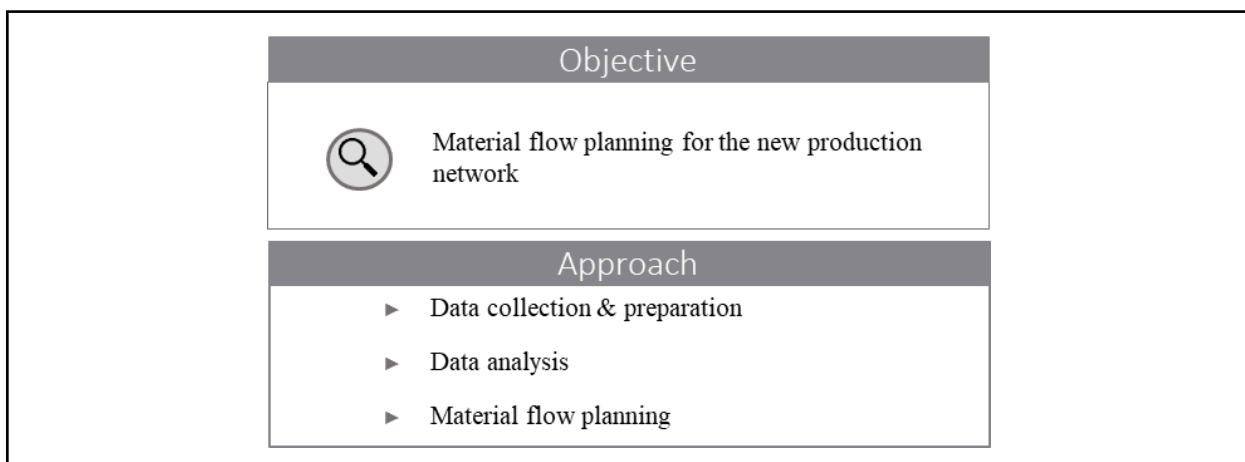 Objective
Material flow planning for the new production
network
Approach
► Data collection & preparation
► Data analysis
► Material flow planning